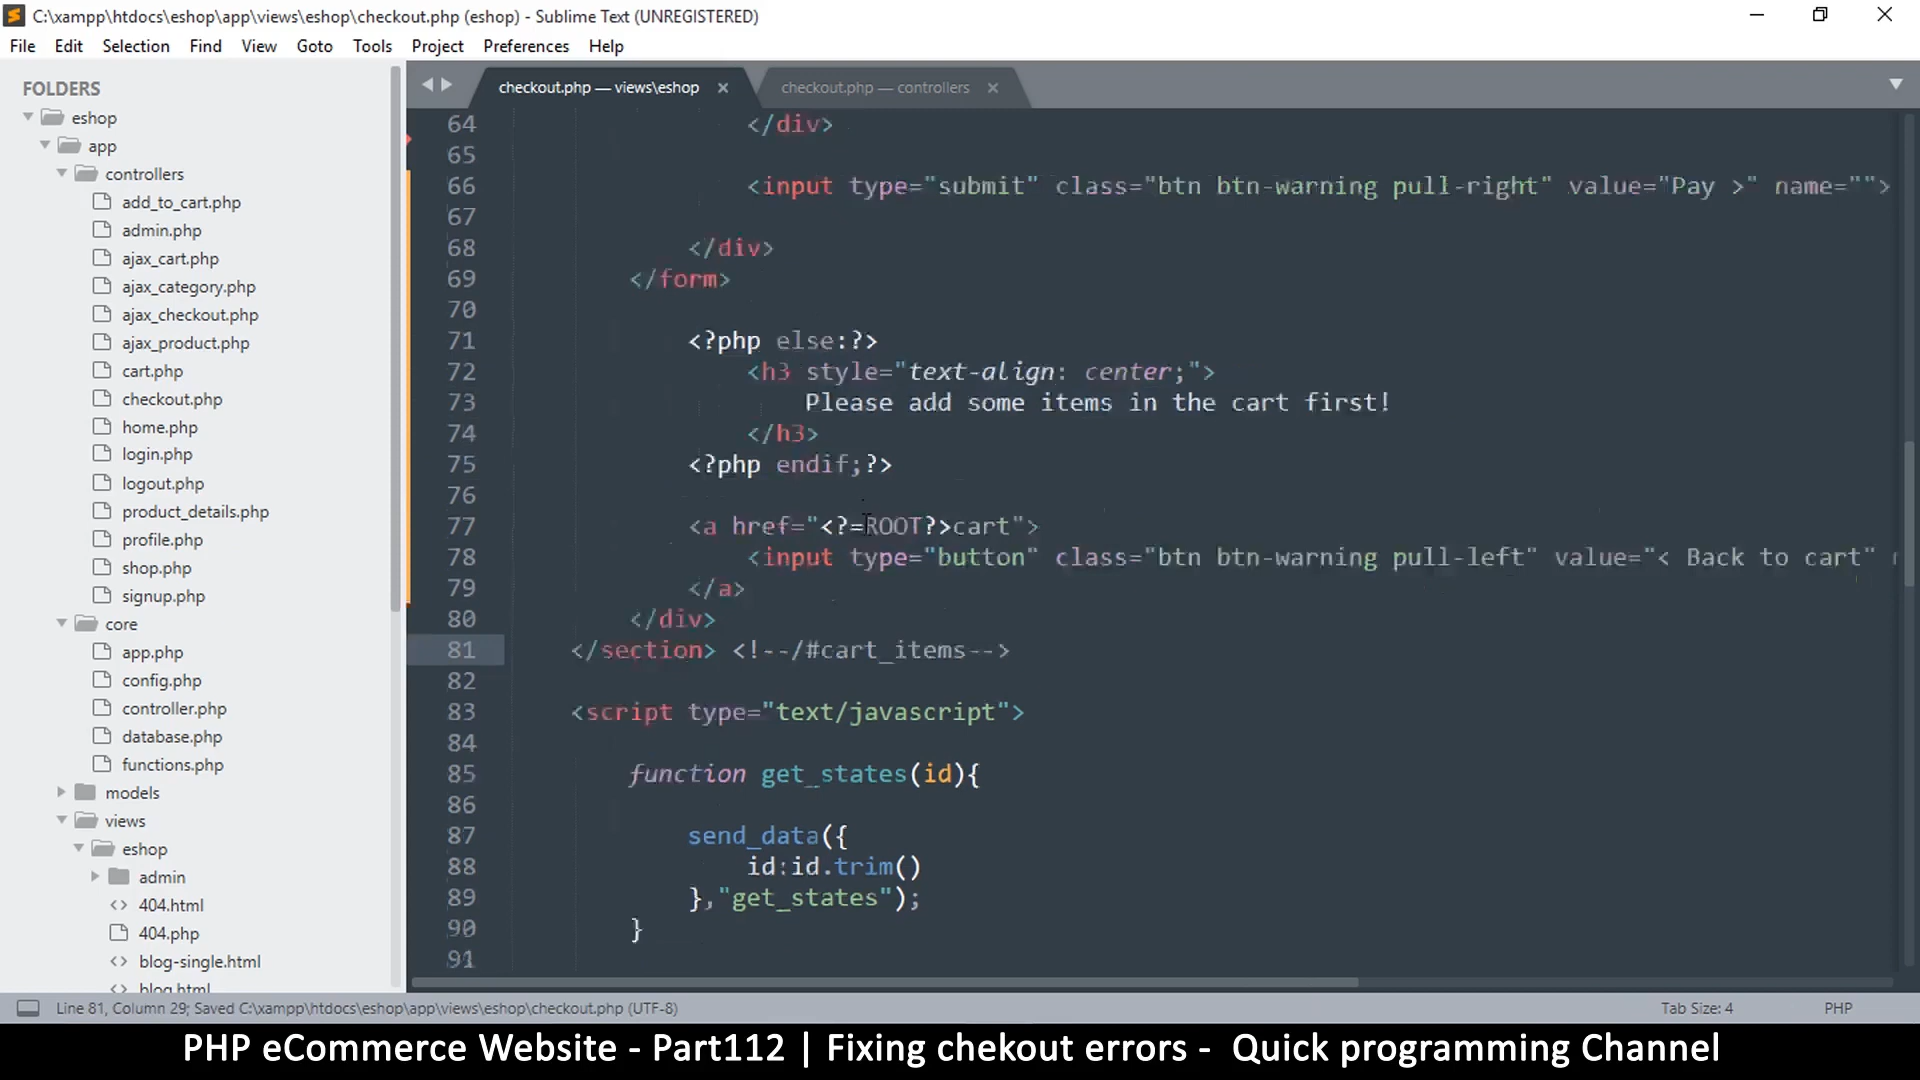 C:\xampp\htdocs\eshop\app\views\eshop\checkout.php (eshop) - Sublime Text (UNREGISTERED)
File Edit Selection Find View Goto Tools Project Preferences Help
FOLDERS
eshop
app
controllers
add_to_cart.php
admin.php
ajax_cart.php
ajax_category.php
ajax_checkout.php
ajax_product.php
cart.php
checkout.php
home.php
login.php
logout.php
product_details.php
profile.php
shop.php
signup.php
core
app.php
config.php
controller.php
database.php
functions.php
models
views
eshop
admin
404.html
404.php
blog-single.html
blog.html
checkout.php — views\eshop
checkout.php — controllers
64 </div>
65
66 <input type="submit" class="btn btn-warning pull-right" value="Pay >" name="">
67
68 </div>
69 </form>
70
71 <?php else:?>
72 <h3 style="text-align: center;">
73 Please add some items in the cart first!
74 </h3>
75 <?php endif;?>
76
77 <a href="<?=ROOT?>cart">
78 <input type="button" class="btn btn-warning pull-left" value="< Back to cart"
79 </a>
80 </div>
81 </section> <!--/#cart_items-->
82
83 <script type="text/javascript">
84
85 function get_states(id){
86
87 send_data({
88 id:id.trim()
89 },"get_states");
90 }
91
Line 81, Column 29; Saved C:\xampp\htdocs\eshop\app\views\eshop\checkout.php (UTF-8)
Tab Size: 4
PHP
PHP eCommerce Website - Part112 | Fixing chekout errors - Quick programming Channel